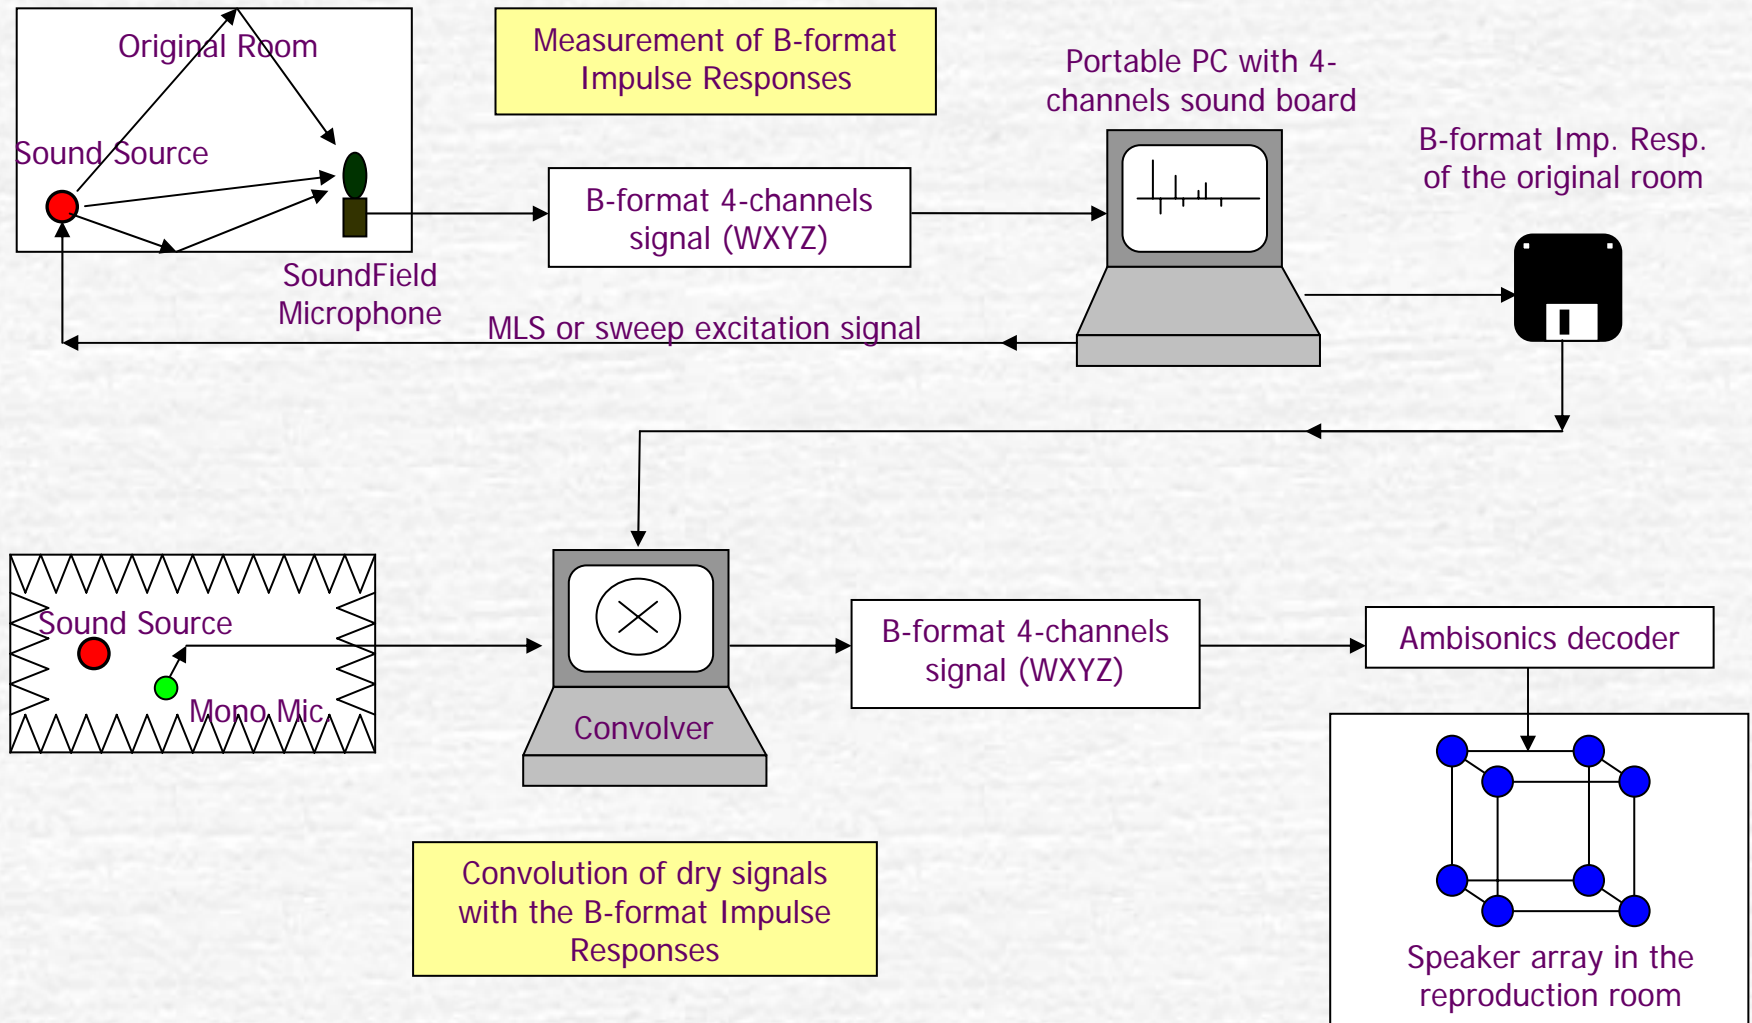 Original Room
Measurement of B-format
Impulse Responses
Portable PC with 4-
channels sound board
B-format Imp. Resp.
of the original room
Sound Source
B-format 4-channels
signal (WXYZ)
SoundField
Microphone
MLS or sweep excitation signal
Sound Source
Mono Mic.
Convolver
B-format 4-channels
signal (WXYZ)
Ambisonics decoder
Convolution of dry signals
with the B-format Impulse
Responses
Speaker array in the
reproduction room